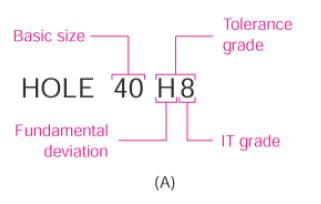 Tolerance
grade
Basic size
HOLE 40 H8
Fundamental
deviation
IT grade
(A)